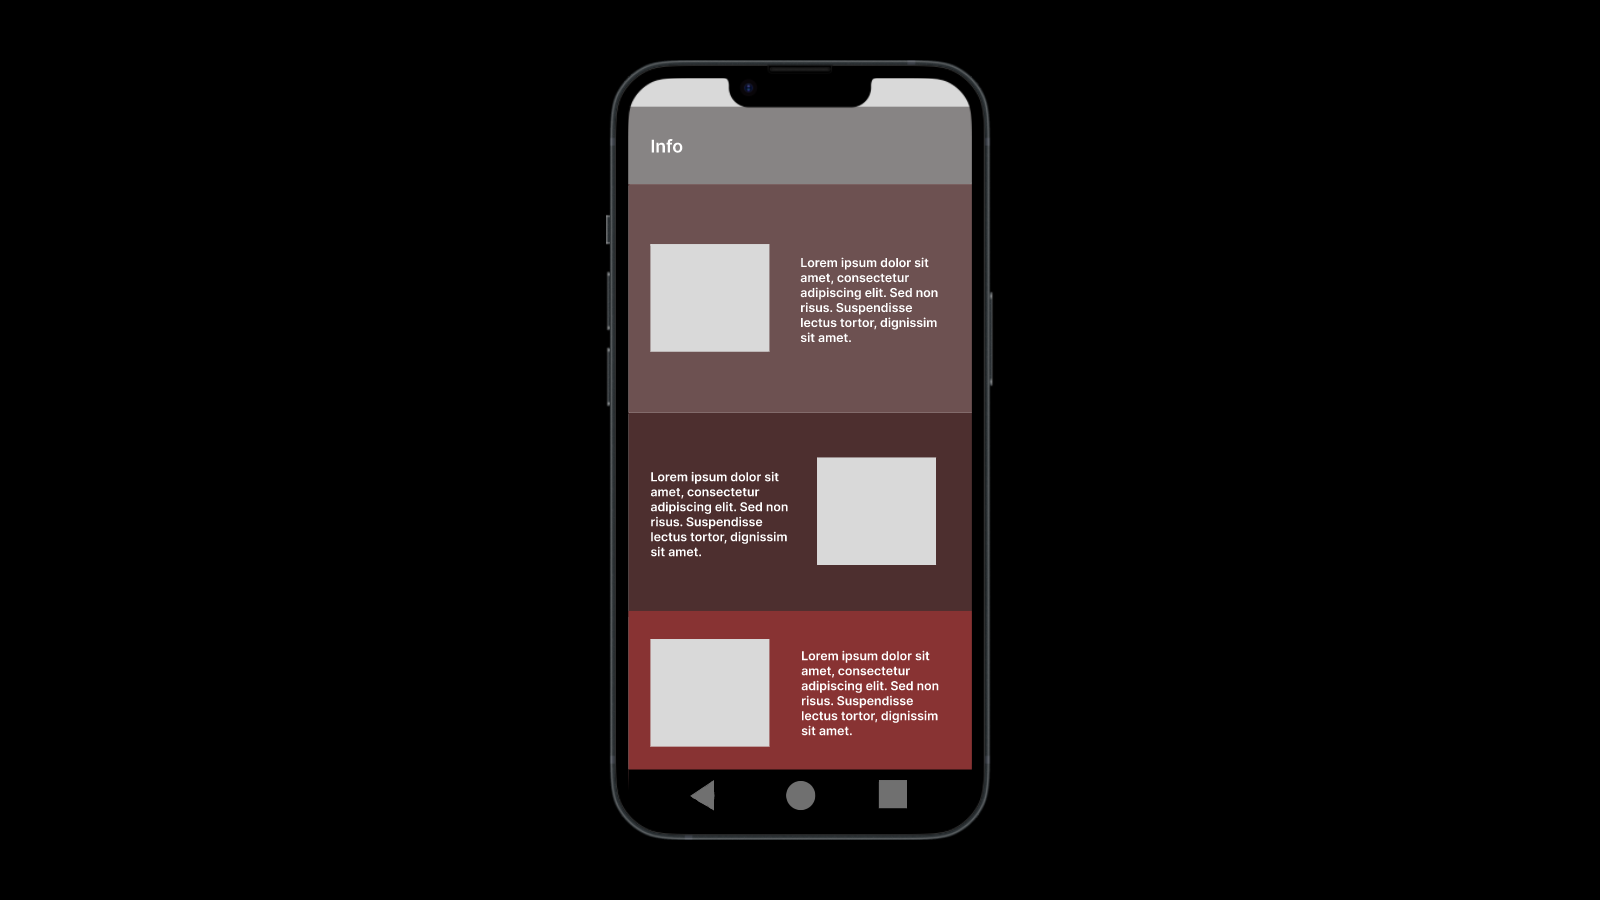 Info
Lorem ipsum dolor sit
amet, consectetur
adipiscing elit. Sed non
risus. Suspendisse
lectus tortor, dignissim
sit amet.
Lorem ipsum dolor sit
amet, consectetur
adipiscing elit. Sed non
risus. Suspendisse
lectus tortor, dignissim
sit amet.
Lorem ipsum dolor sit
amet, consectetur
adipiscing elit. Sed non
risus. Suspendisse
lectus tortor, dignissim
sit amet.